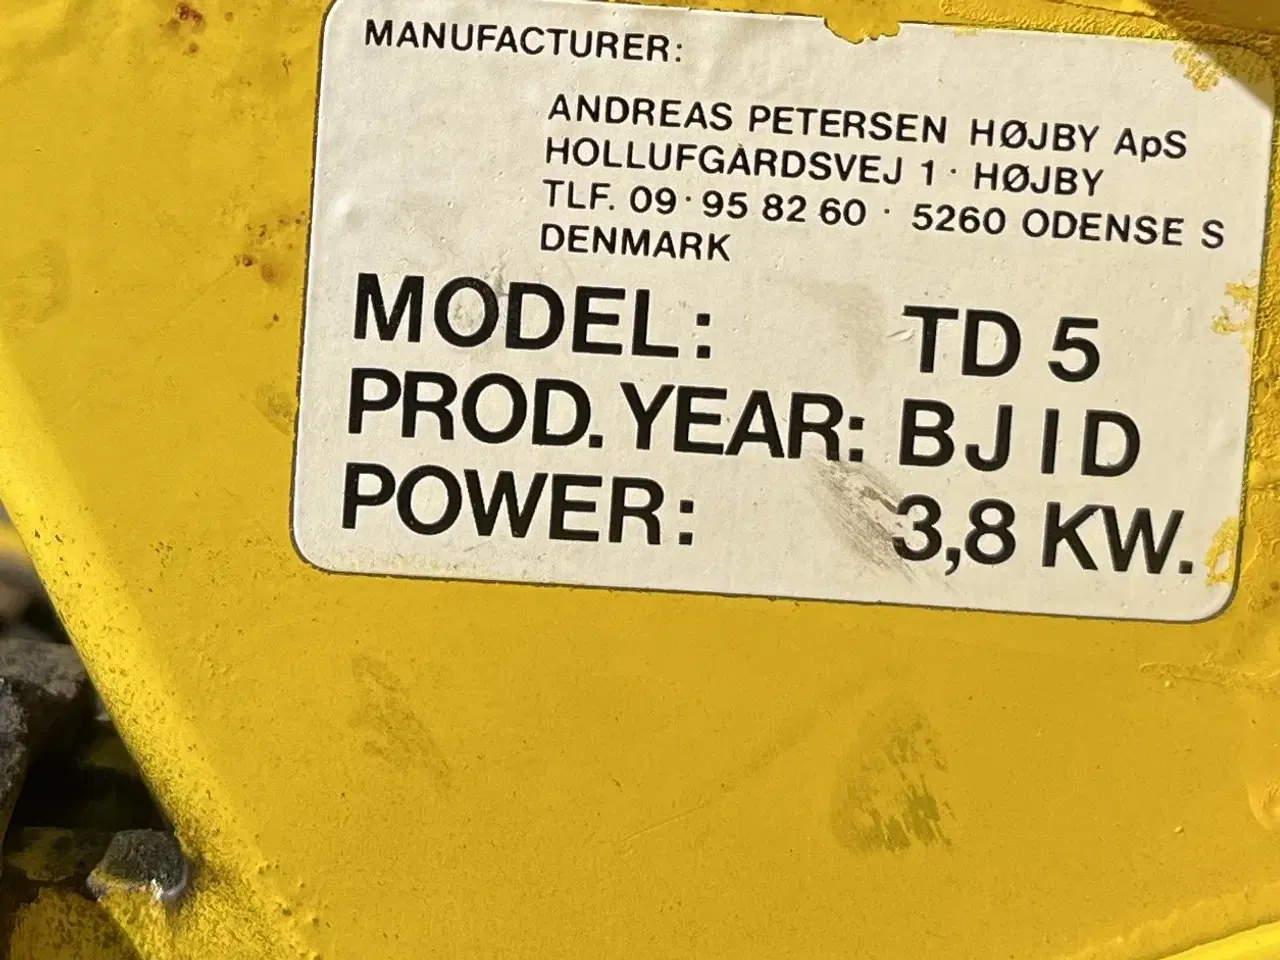 MANUFACTURER:
ANDREAS PETERSEN HØJBY ApS
HOLLUFGÅRDSVEJ 1 · HØJBY
TLF. 09 · 95 82 60 · 5260 ODENSE S
DENMARK
MODEL: TD 5
PROD. YEAR: BJID
POWER: 3,8 KW.